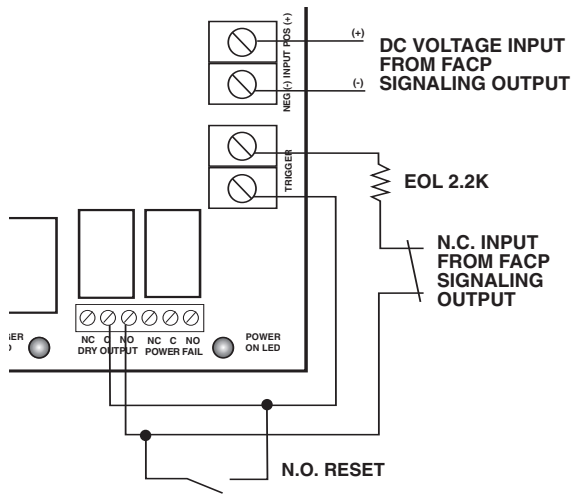 NEG (-) INPUT POS (+)
(+)
(-)
DC VOLTAGE INPUT
FROM FACP
SIGNALING OUTPUT
TRIGGER
EOL 2.2K
N.C. INPUT
FROM FACP
SIGNALING
OUTPUT
NC C NO NC C NO
DRY OUTPUT POWER FAIL
POWER
ON LED
N.O. RESET